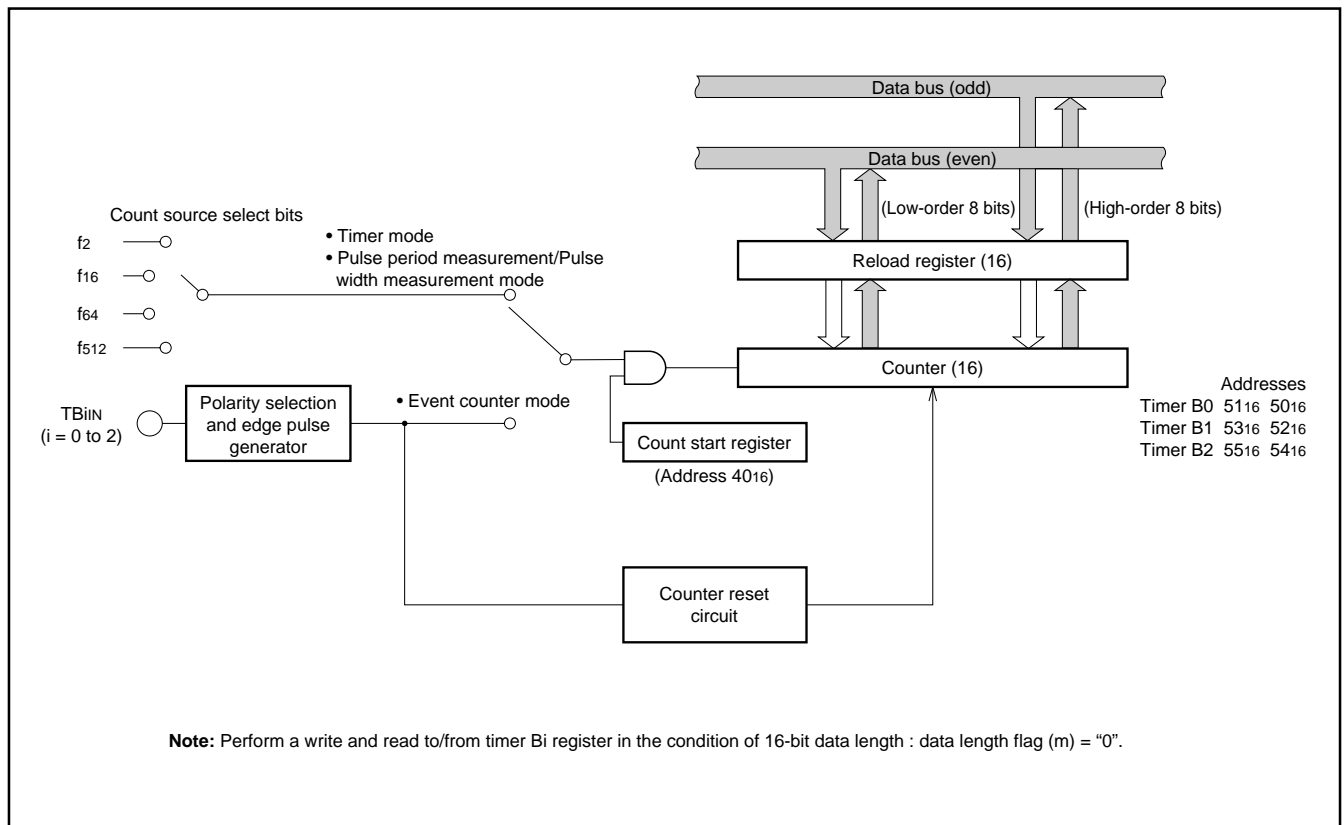 Data bus (odd)
Data bus (even)
(Low-order 8 bits)
(High-order 8 bits)
Count source select bits
f2
f16
f64
f512
• Timer mode
• Pulse period measurement/Pulse
width measurement mode
Reload register (16)
Counter (16)
TBiIN
(i = 0 to 2)
Polarity selection
and edge pulse
generator
• Event counter mode
Count start register
(Address 4016)
Addresses
Timer B0 5116 5016
Timer B1 5316 5216
Timer B2 5516 5416
Counter reset
circuit
Note: Perform a write and read to/from timer Bi register in the condition of 16-bit data length : data length flag (m) = “0”.